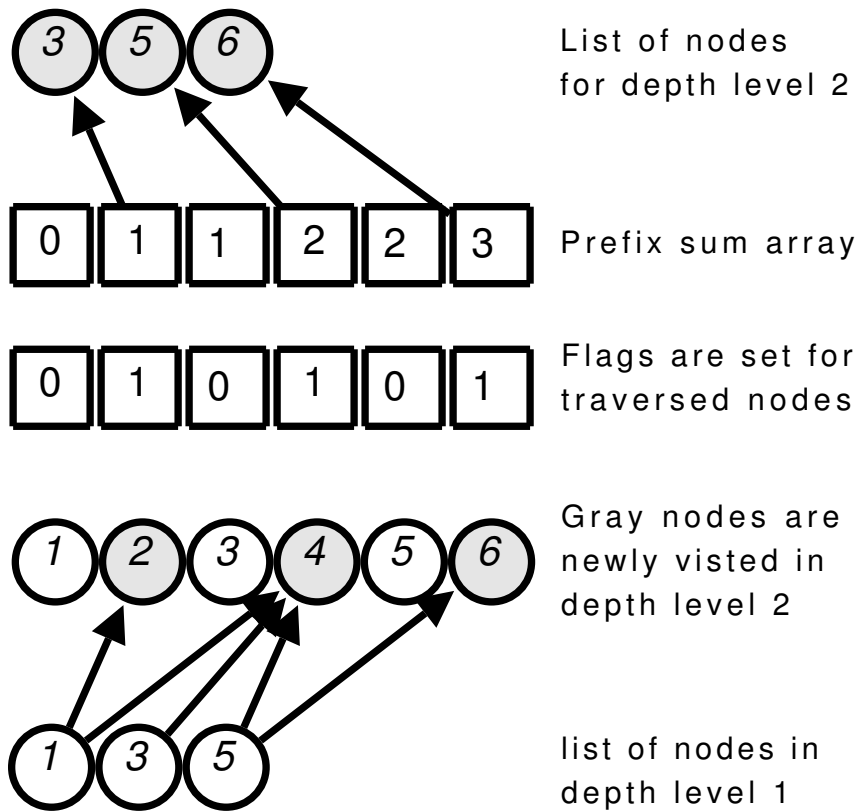 3 5 6
List of nodes
for depth level 2
0 1 1 2 2 3
Prefix sum array
0 1 0 1 0 1
Flags are set for
traversed nodes
1 2 3 4 5 6
Gray nodes are
newly visted in
depth level 2
1 3 5
list of nodes in
depth level 1